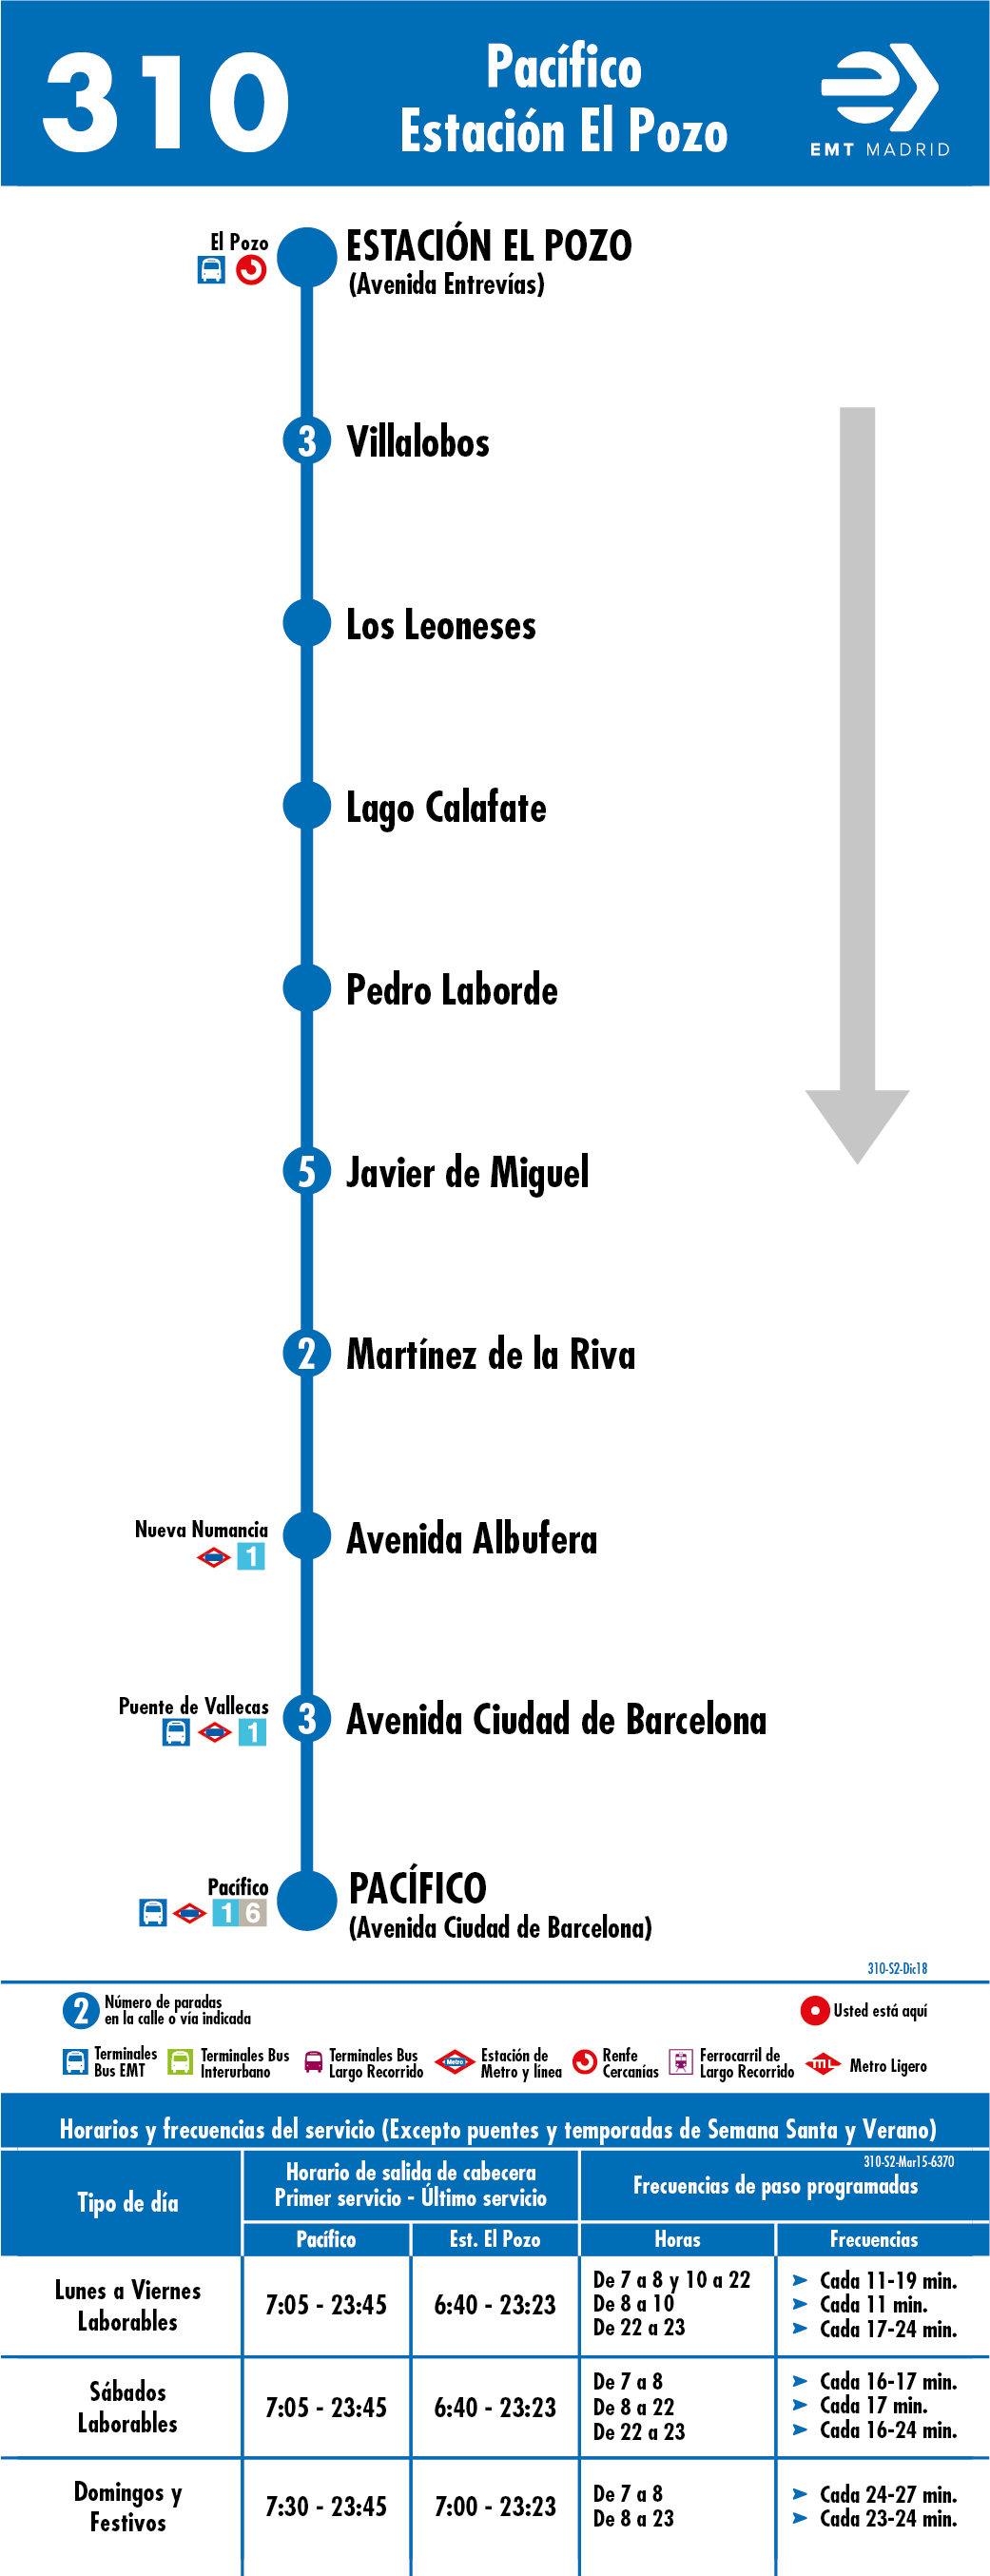 310
Pacífico
Estación El Pozo
EMT MADRID
El Pozo
ESTACIÓN EL POZO
(Avenida Entrevías)
3 Villalobos
Los Leoneses
Lago Calafate
Pedro Laborde
5 Javier de Miguel
2 Martínez de la Riva
Nueva Numancia
1
Avenida Albufera
Puente de Vallecas
1
3 Avenida Ciudad de Barcelona
Pacífico
1 6
PACÍFICO
(Avenida Ciudad de Barcelona)
310-S2-Dic18
2 Número de paradas
en la calle o vía indicada
Usted está aquí
Terminales
Bus EMT
Terminales Bus
Interurbano
Terminales Bus
Largo Recorrido
Metro
Estación de
Metro y línea
Renfe
Cercanías
Ferrocarril de
Largo Recorrido
ML
Metro Ligero
Horarios y frecuencias del servicio (Excepto puentes y temporadas de Semana Santa y Verano)
310-S2-Mar15-6370
Tipo de día
Horario de salida de cabecera
Primer servicio - Último servicio
Frecuencias de paso programadas
Pacífico Est. El Pozo Horas Frecuencias
Lunes a Viernes
Laborables
7:05 - 23:45 6:40 - 23:23
De 7 a 8 y 10 a 22 Cada 11-19 min.
De 8 a 10 Cada 11 min.
De 22 a 23 Cada 17-24 min.
Sábados
Laborables
7:05 - 23:45 6:40 - 23:23
De 7 a 8 Cada 16-17 min.
De 8 a 22 Cada 17 min.
De 22 a 23 Cada 16-24 min.
Domingos y
Festivos
7:30 - 23:45 7:00 - 23:23
De 7 a 8 Cada 24-27 min.
De 8 a 23 Cada 23-24 min.